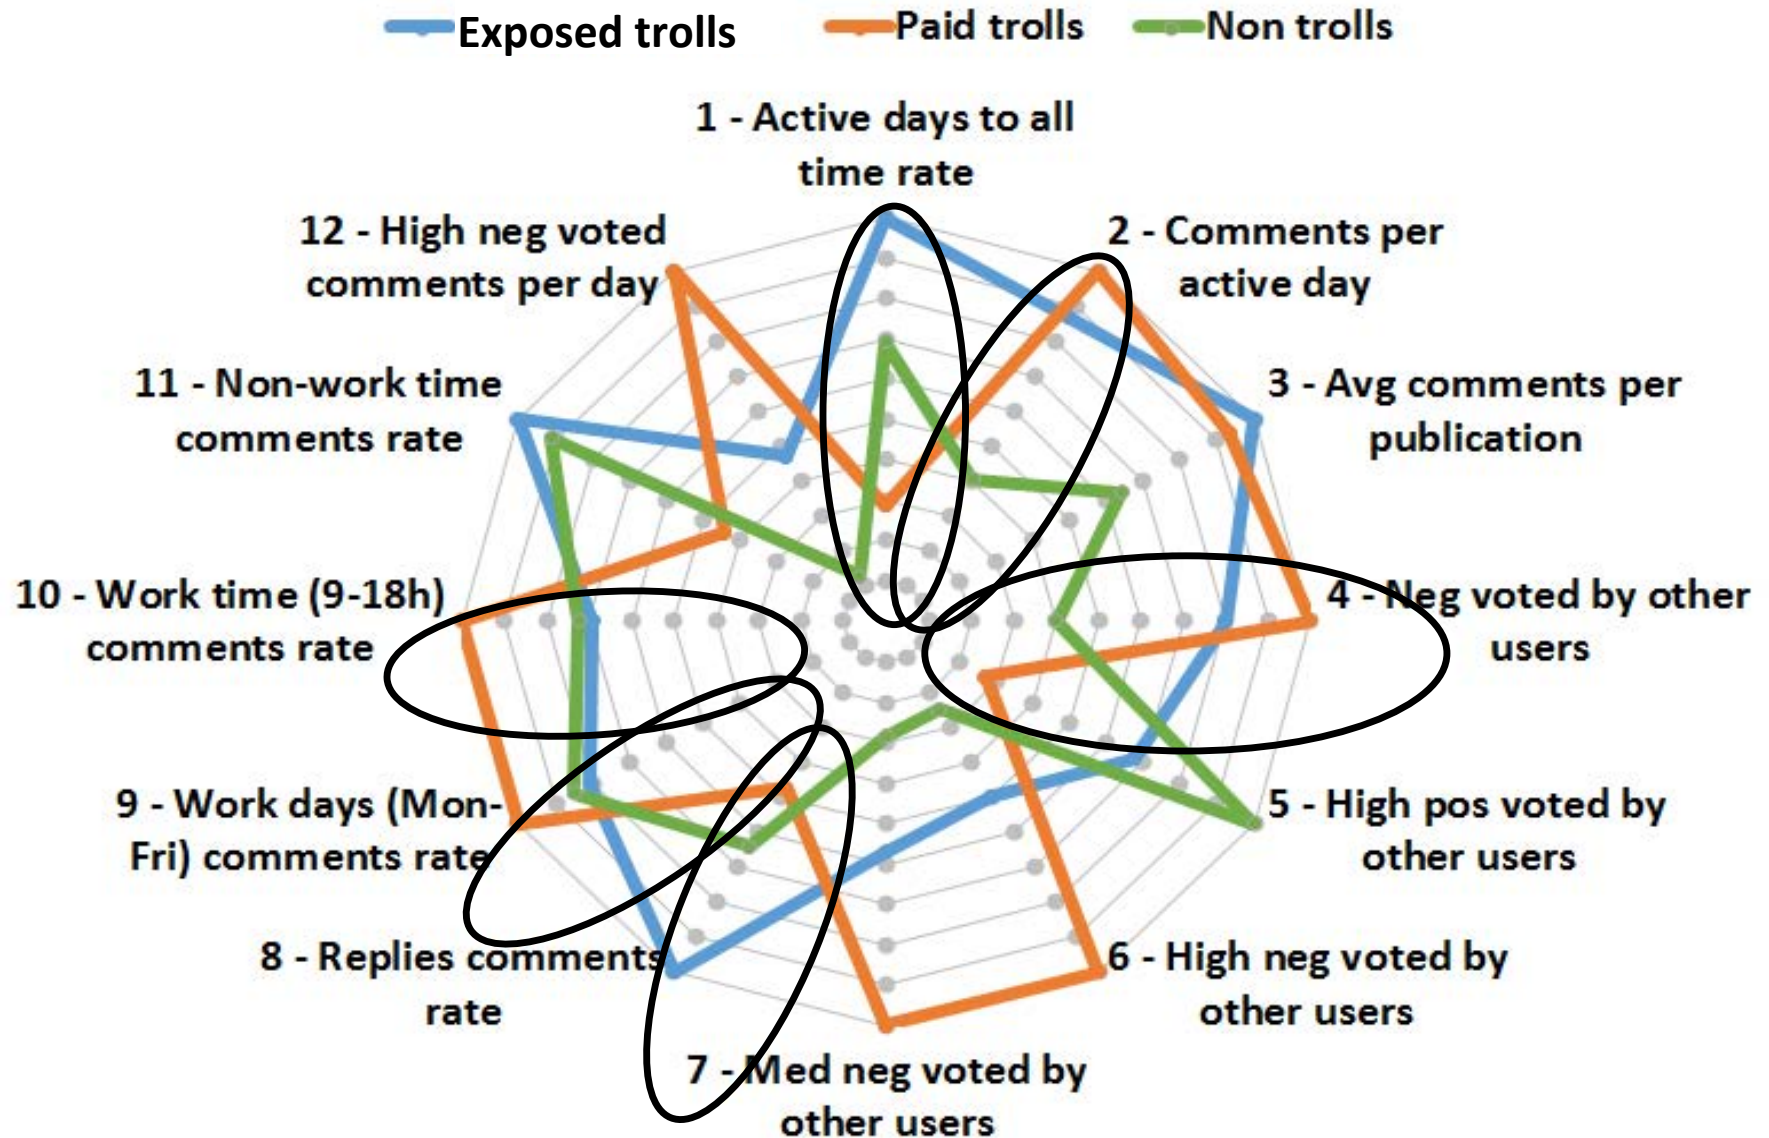 Exposed trolls Paid trolls Non trolls
1 - Active days to all
time rate
2 - Comments per
active day
3 - Avg comments per
publication
4 - Neg voted by other
users
5 - High pos voted by
other users
6 - High neg voted by
other users
7 - Med neg voted by
other users
8 - Replies comments
rate
9 - Work days (Mon-
Fri) comments rate
10 - Work time (9-18h)
comments rate
11 - Non-work time
comments rate
12 - High neg voted
comments per day